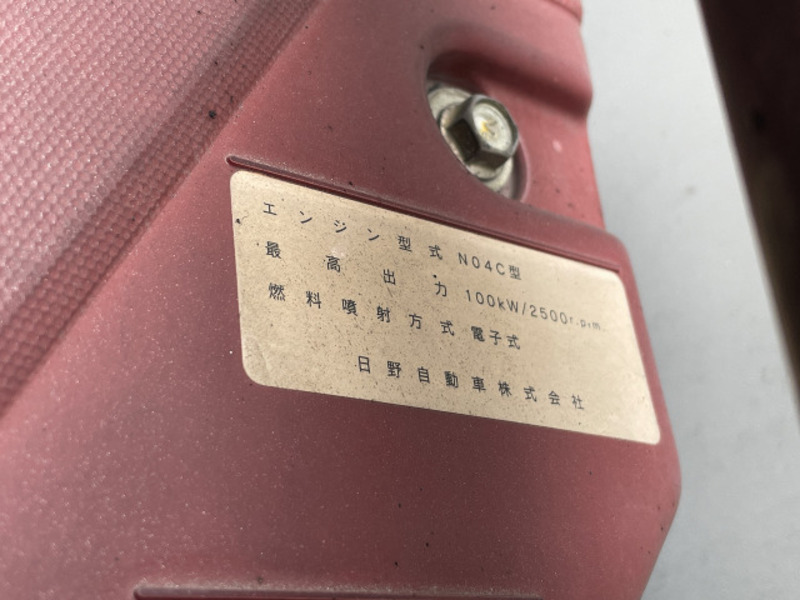 エンジン型式 N04C型
最高出力 100kW/2500r.p.m.
燃料噴射方式 電子式
日野自動車株式会社